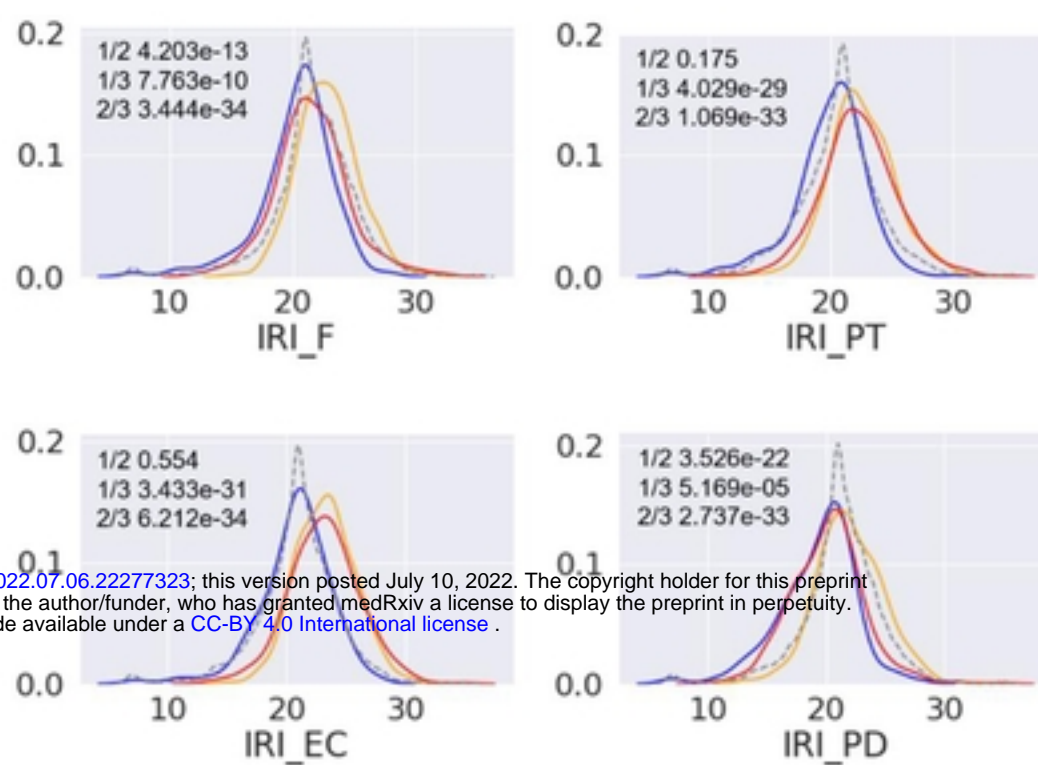 0.2
1/2 4.203e-13
1/3 7.763e-10
2/3 3.444e-34
0.1
0.0
10 20 30
IRI_F
0.2
1/2 0.175
1/3 4.029e-29
2/3 1.069e-33
0.1
0.0
10 20 30
IRI_PT
0.2
1/2 0.554
1/3 3.433e-31
2/3 6.212e-34
0.1
0.0
10 20 30
IRI_EC
0.2
1/2 3.526e-22
1/3 5.169e-05
2/3 2.737e-33
0.1
0.0
10 20 30
IRI_PD
022.07.06.22277323; this version posted July 10, 2022. The copyright holder for this preprint
the author/funder, who has granted medRxiv a license to display the preprint in perpetuity.
de available under a CC-BY 4.0 International license .